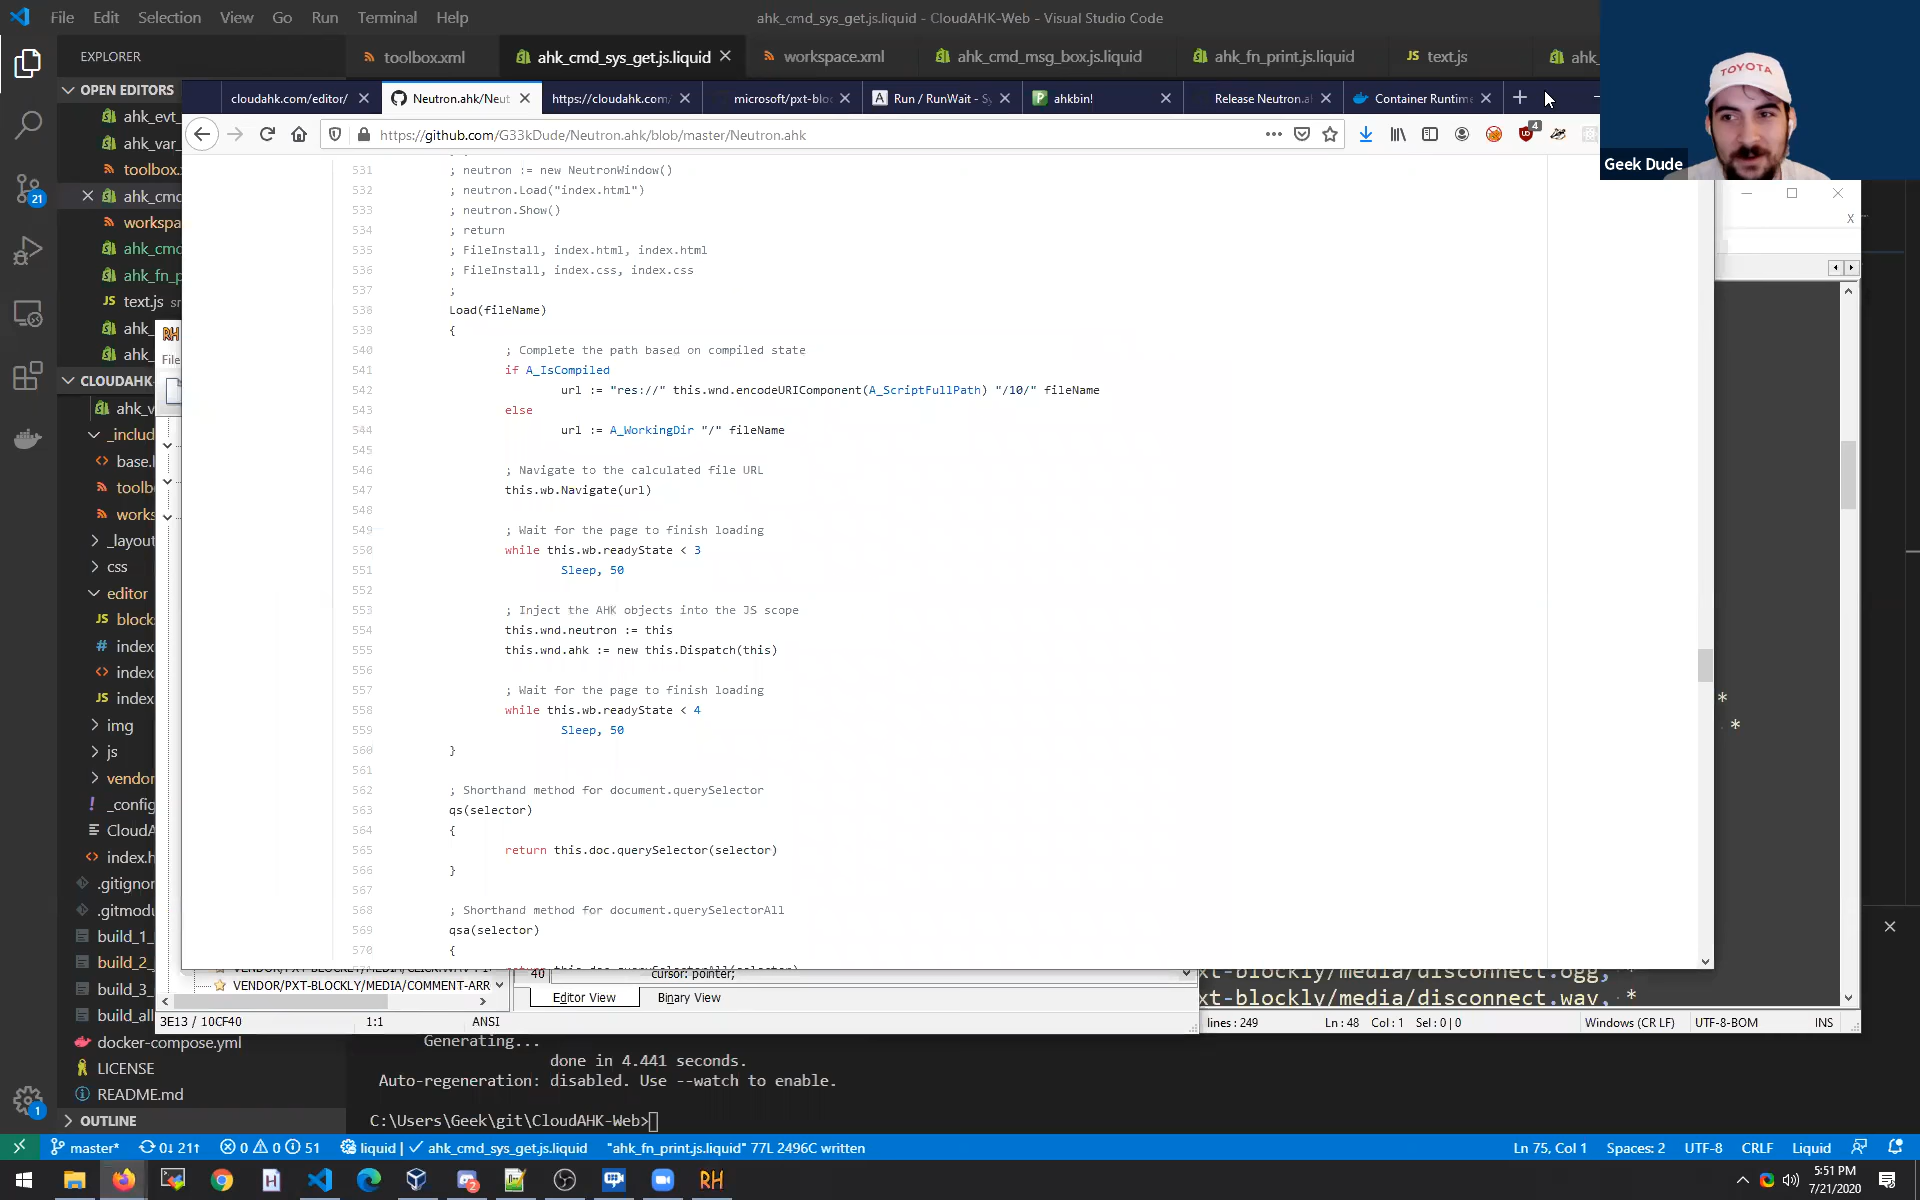 File Edit Selection View Go Run Terminal Help
ahk_cmd_sys_get.js.liquid - CloudAHK-Web - Visual Studio Code
EXPLORER
toolbox.xml
ahk_cmd_sys_get.js.liquid
workspace.xml
ahk_cmd_msg_box.js.liquid
ahk_fn_print.js.liquid
text.js
ahk_
OPEN EDITORS
ahk_evt_
ahk_var_
toolbox.
ahk_cmd
workspa
ahk_cmd
ahk_fn_p
text.js sr
ahk_
ahk_
21
CLOUDAHK
ahk_v
_includ
base.l
toolb
works
_layout
css
editor
block
index
index
index
img
js
vendor
_config
CloudA
index.h
.gitignor
.gitmodu
build_1_
build_2_
build_3_
build_all
docker-compose.yml
LICENSE
README.md
OUTLINE
1
cloudahk.com/editor/
Neutron.ahk/Neut
https://cloudahk.com
microsoft/pxt-bloc
Run / RunWait - Sy
ahkbin!
Release Neutron.a
Container Runtime
https://github.com/G33kDude/Neutron.ahk/blob/master/Neutron.ahk
4
TOYOTA
Geek Dude
RH
File
531 ; neutron := new NeutronWindow()
532 ; neutron.Load("index.html")
533 ; neutron.Show()
534 ; return
535 ; FileInstall, index.html, index.html
536 ; FileInstall, index.css, index.css
537 ;
538 Load(fileName)
539 {
540 ; Complete the path based on compiled state
541 if A_IsCompiled
542 url := "res://" this.wnd.encodeURIComponent(A_ScriptFullPath) "/10/" fileName
543 else
544 url := A_WorkingDir "/" fileName
545
546 ; Navigate to the calculated file URL
547 this.wb.Navigate(url)
548
549 ; Wait for the page to finish loading
550 while this.wb.readyState < 3
551 Sleep, 50
552
553 ; Inject the AHK objects into the JS scope
554 this.wnd.neutron := this
555 this.wnd.ahk := new this.Dispatch(this)
556
557 ; Wait for the page to finish loading
558 while this.wb.readyState < 4
559 Sleep, 50
560 }
561
562 ; Shorthand method for document.querySelector
563 qs(selector)
564 {
565 return this.doc.querySelector(selector)
566 }
567
568 ; Shorthand method for document.querySelectorAll
569 qsa(selector)
570 {
return this.doc.querySelectorAll(selector)
*
*
VENDOR/PXT-BLOCKLY/MEDIA/COMMENT-ARR
40 cursor: pointer;
Editor View Binary View
3E13 / 10CF40 1:1 ANSI
xt-blockly/media/disconnect.ogg, *
xt-blockly/media/disconnect.wav, *
lines : 249 Ln : 48 Col : 1 Sel : 0 | 0 Windows (CR LF) UTF-8-BOM INS
Generating...
done in 4.441 seconds.
Auto-regeneration: disabled. Use --watch to enable.
C:\Users\Geek\git\CloudAHK-Web>
master* 0↓ 21↑ 0 0 51 liquid | ✓ ahk_cmd_sys_get.js.liquid "ahk_fn_print.js.liquid" 77L 2496C written Ln 75, Col 1 Spaces: 2 UTF-8 CRLF Liquid
H
RH
5:51 PM
7/21/2020